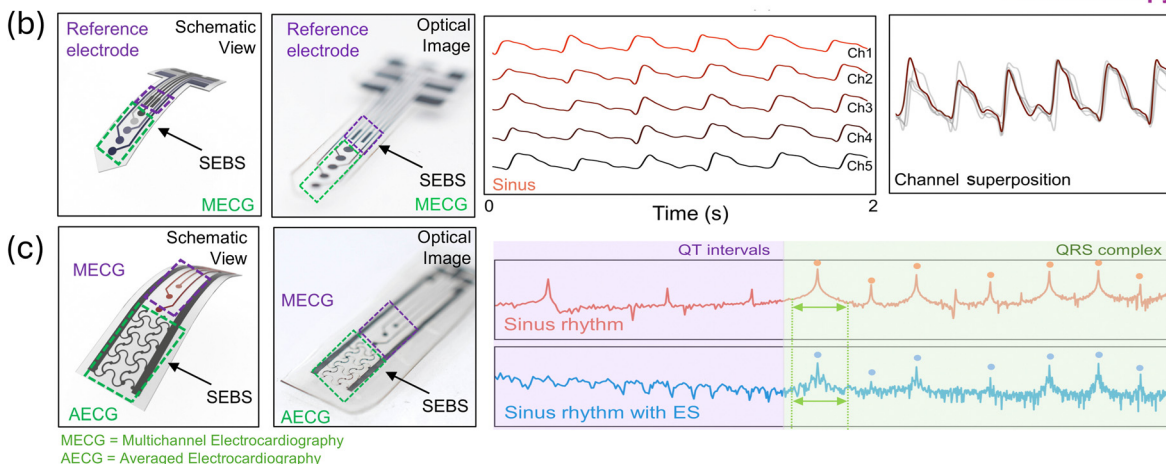 (b)
Reference
electrode
Schematic
View
SEBS
MECG
Reference
electrode
Optical
Image
SEBS
MECG
Ch1
Ch2
Ch3
Ch4
Ch5
Sinus
0
Time (s)
2
Channel superposition
(c)
Schematic
View
MECG
SEBS
AECG
Optical
Image
MECG
SEBS
AECG
QT intervals
QRS complex
Sinus rhythm
Sinus rhythm with ES
MECG = Multichannel Electrocardiography
AECG = Averaged Electrocardiography